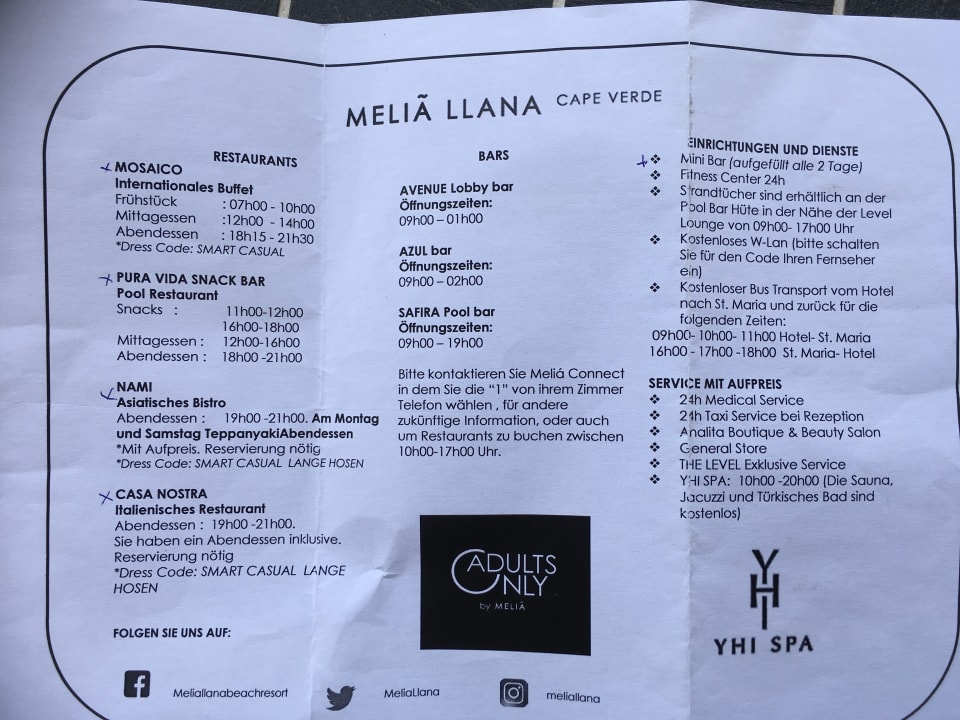 MELIÃ LLANA CAPE VERDE
RESTAURANTS
MOSAICO
Internationales Buffet
Frühstück : 07h00 - 10h00
Mittagessen :12h00 - 14h00
Abendessen : 18h15 - 21h30
*Dress Code: SMART CASUAL
PURA VIDA SNACK BAR
Pool Restaurant
Snacks : 11h00-12h00
16h00-18h00
Mittagessen : 12h00-16h00
Abendessen : 18h00 -21h00
NAMI
Asiatisches Bistro
Abendessen : 19h00 -21h00. Am Montag
und Samstag TeppanyakiAbendessen
*Mit Aufpreis. Reservierung nötig
*Dress Code: SMART CASUAL LANGE HOSEN
CASA NOSTRA
Italienisches Restaurant
Abendessen : 19h00 -21h00.
Sie haben ein Abendessen inklusive.
Reservierung nötig
*Dress Code: SMART CASUAL LANGE
HOSEN
FOLGEN SIE UNS AUF:
Meliallanabeachresort
MeliaLlana
meliallana
BARS
AVENUE Lobby bar
Öffnungszeiten:
09h00 – 01h00
AZUL bar
Öffnungszeiten:
09h00 – 02h00
SAFIRA Pool bar
Öffnungszeiten:
09h00 – 19h00
Bitte kontaktieren Sie Meliá Connect
in dem Sie die “1” von ihrem Zimmer
Telefon wählen , für andere
zukünftige Information, oder auch
um Restaurants zu buchen zwischen
10h00-17h00 Uhr.
ADULTS
ONLY
by MELIÃ
EINRICHTUNGEN UND DIENSTE
❖ Mini Bar (aufgefüllt alle 2 Tage)
❖ Fitness Center 24h
❖ Strandtücher sind erhältlich an der
Pool Bar Hüte in der Nähe der Level
Lounge von 09h00- 17h00 Uhr
❖ Kostenloses W-Lan (bitte schalten
Sie für den Code Ihren Fernseher
ein)
❖ Kostenloser Bus Transport vom Hotel
nach St. Maria und zurück für die
folgenden Zeiten:
09h00- 10h00- 11h00 Hotel- St. Maria
16h00 - 17h00 -18h00 St. Maria- Hotel
SERVICE MIT AUFPREIS
❖ 24h Medical Service
❖ 24h Taxi Service bei Rezeption
❖ Analita Boutique & Beauty Salon
❖ General Store
❖ THE LEVEL Exklusive Service
❖ YHI SPA: 10h00 -20h00 (Die Sauna,
Jacuzzi und Türkisches Bad sind
kostenlos)
YHI
YHI SPA